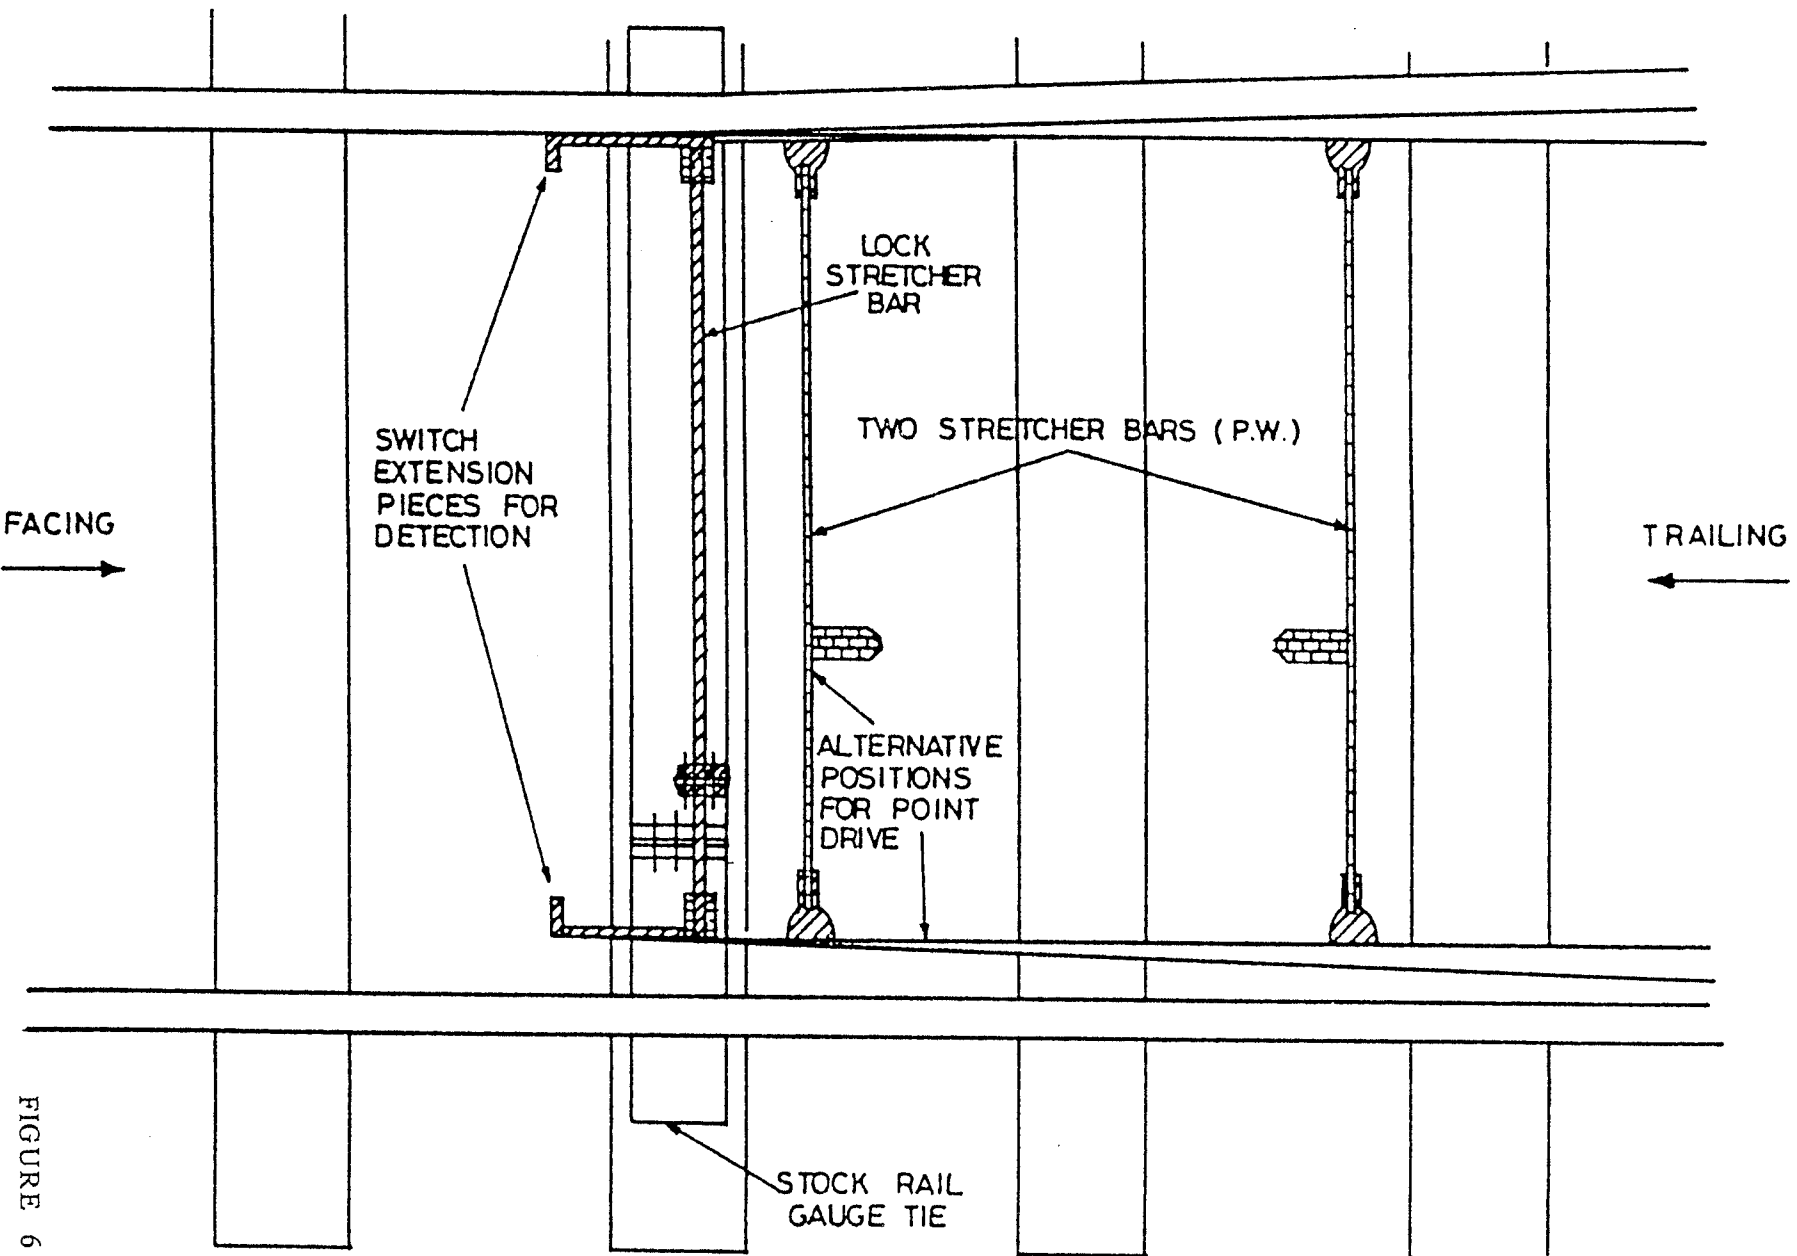 LOCK
STRETCHER
BAR
TWO STRETCHER BARS (P.W.)
SWITCH
EXTENSION
PIECES FOR
DETECTION
FACING
TRAILING
ALTERNATIVE
POSITIONS
FOR POINT
DRIVE
STOCK RAIL
GAUGE TIE
FIGURE 6